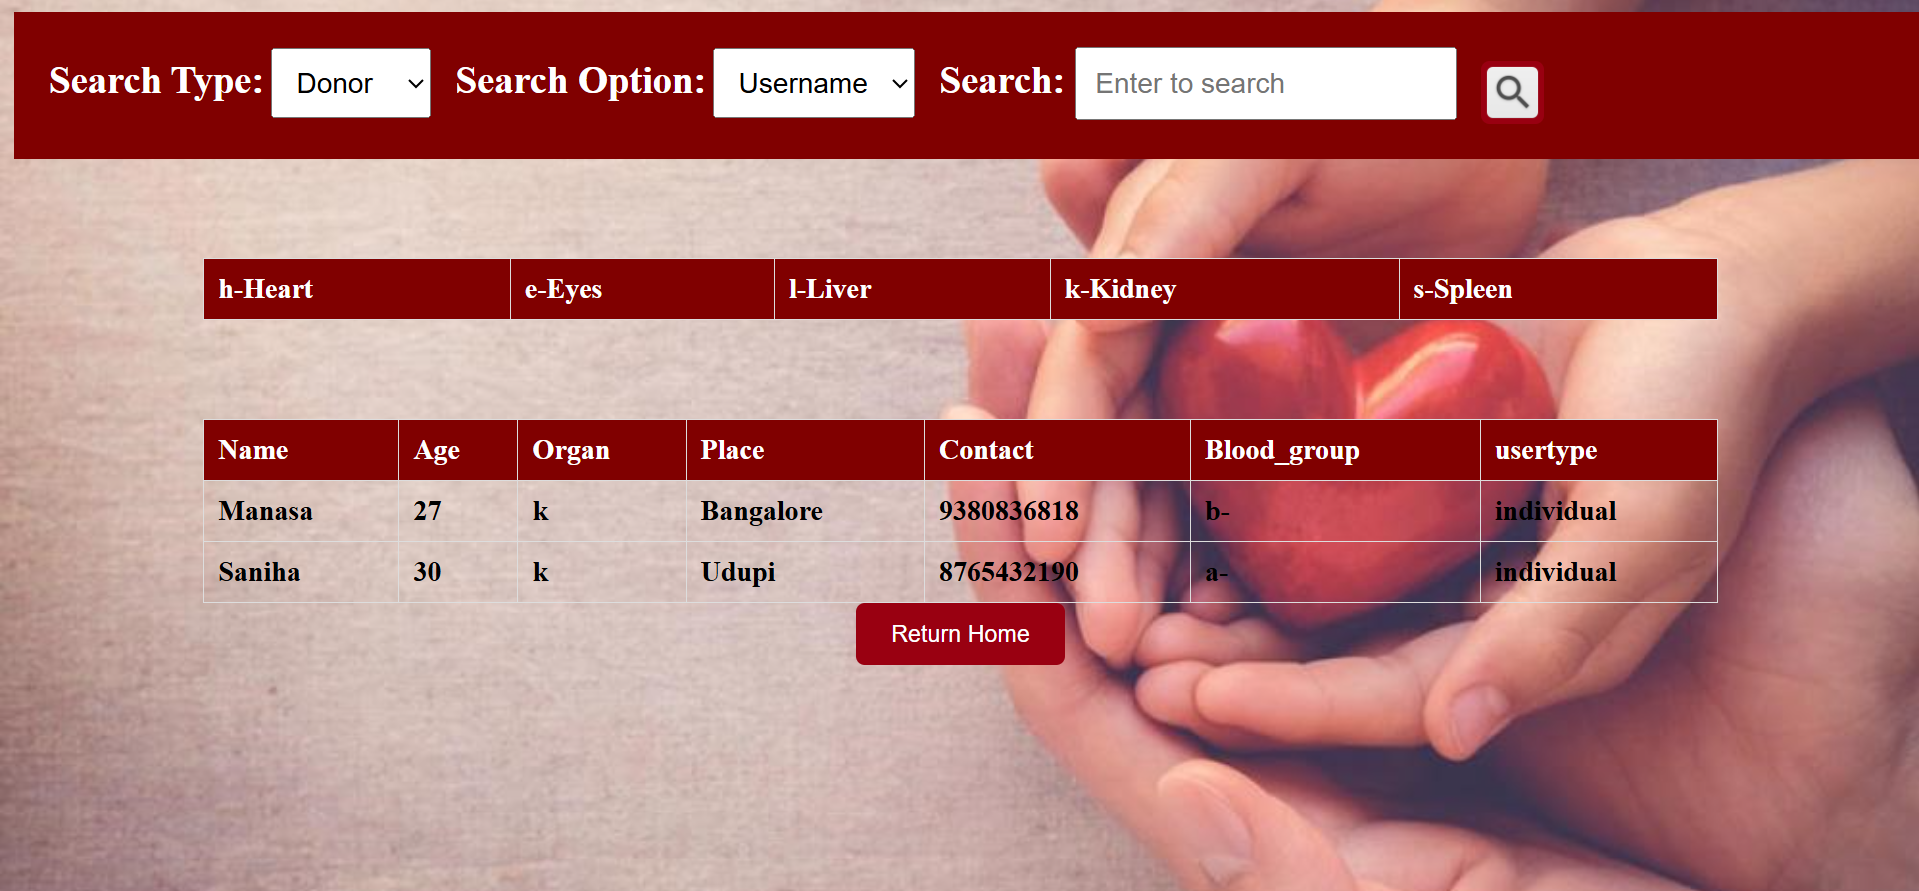 Search Type: Donor Search Option: Username Search: Enter to search
h-Heart e-Eyes l-Liver k-Kidney s-Spleen
Name Age Organ Place Contact Blood_group usertype
Manasa 27 k Bangalore 9380836818 b- individual
Saniha 30 k Udupi 8765432190 a- individual
Return Home